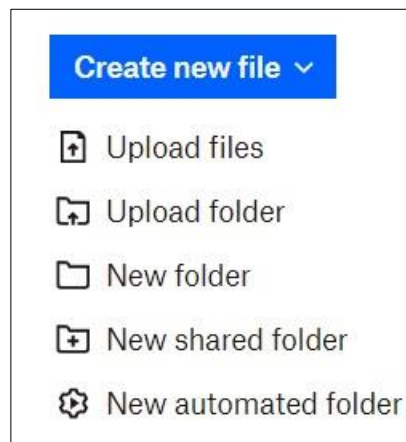 Create new file
Upload files
Upload folder
New folder
New shared folder
New automated folder